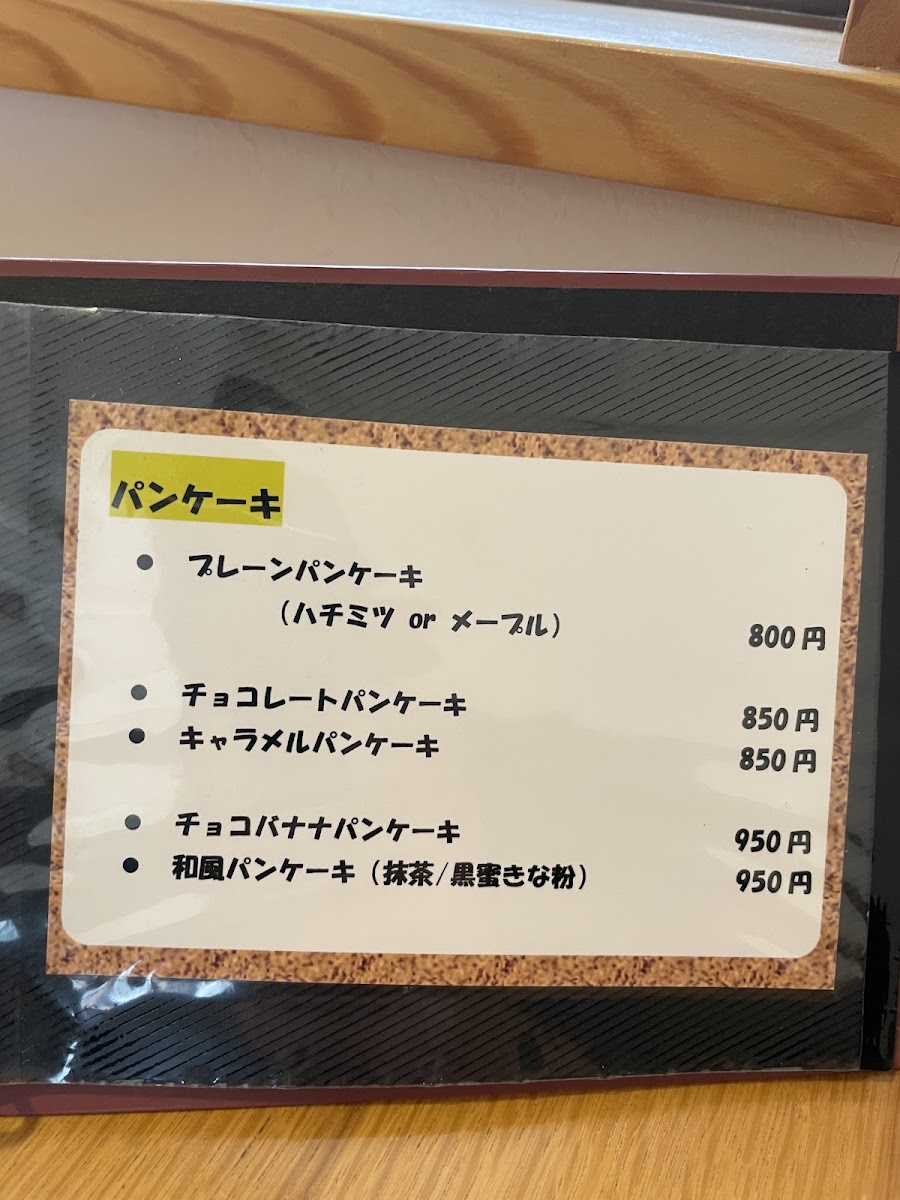 パンケーキ
● プレーンパンケーキ
（ハチミツ or メープル） 800円
● チョコレートパンケーキ 850円
● キャラメルパンケーキ 850円
● チョコバナナパンケーキ 950円
● 和風パンケーキ（抹茶/黒蜜きな粉） 950円